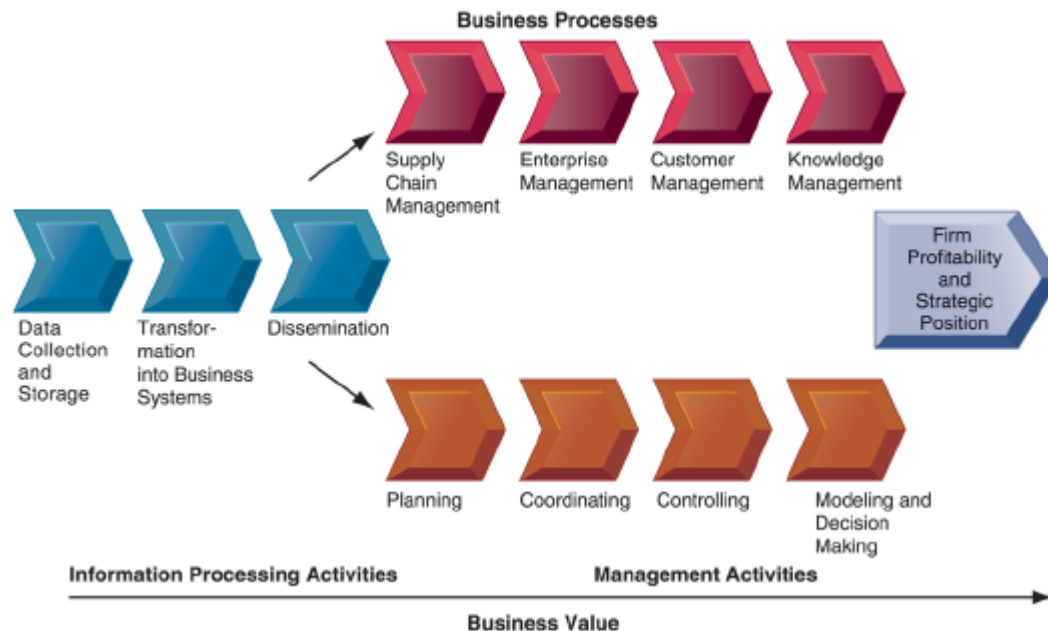 Business Processes
Supply
Chain
Management
Enterprise
Management
Customer
Management
Knowledge
Management
Data
Collection
and
Storage
Transfor-
mation
into Business
Systems
Dissemination
Firm
Profitability
and
Strategic
Position
Planning
Coordinating
Controlling
Modeling and
Decision
Making
Information Processing Activities
Management Activities
Business Value